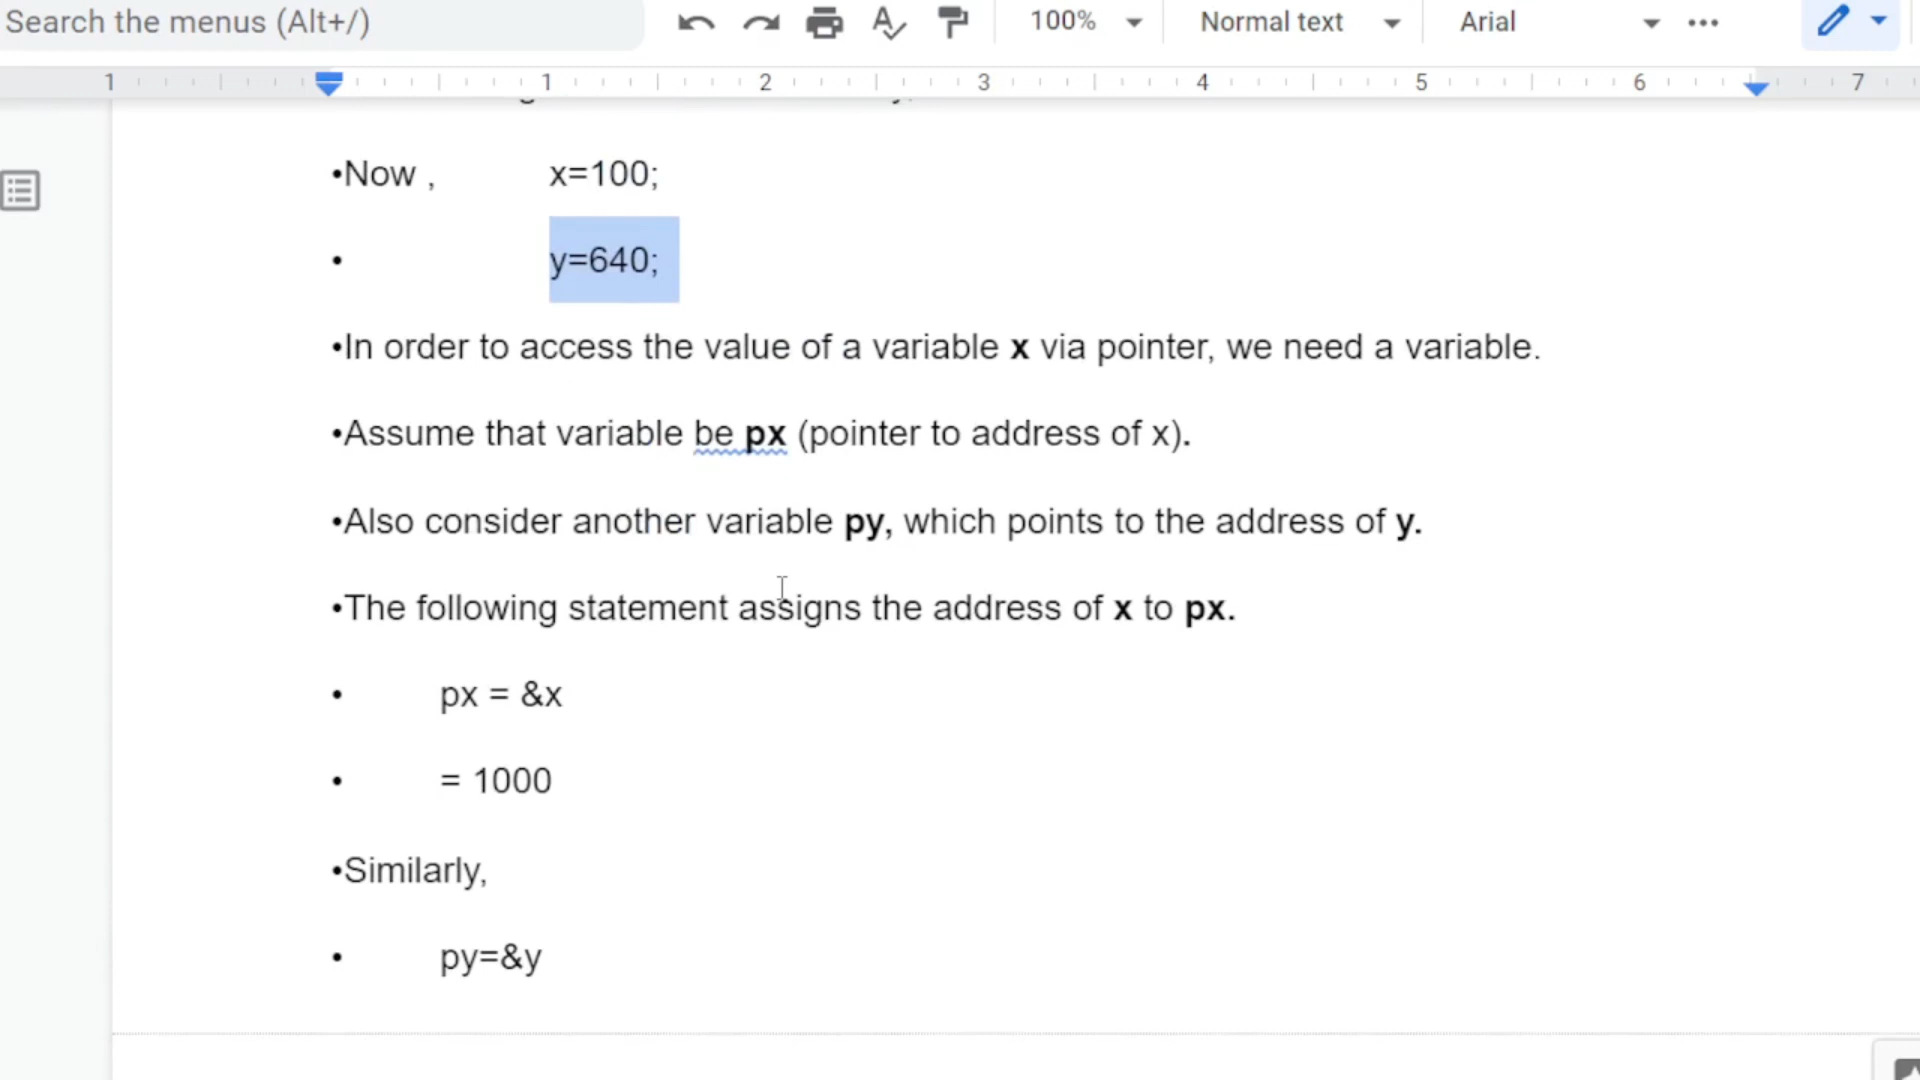 Search the menus (Alt+/)
100%
Normal text
Arial
1 1 2 3 4 5 6 7
•Now , x=100;
• y=640;
•In order to access the value of a variable x via pointer, we need a variable.
•Assume that variable be px (pointer to address of x).
•Also consider another variable py, which points to the address of y.
•The following statement assigns the address of x to px.
• px = &x
• = 1000
•Similarly,
• py=&y